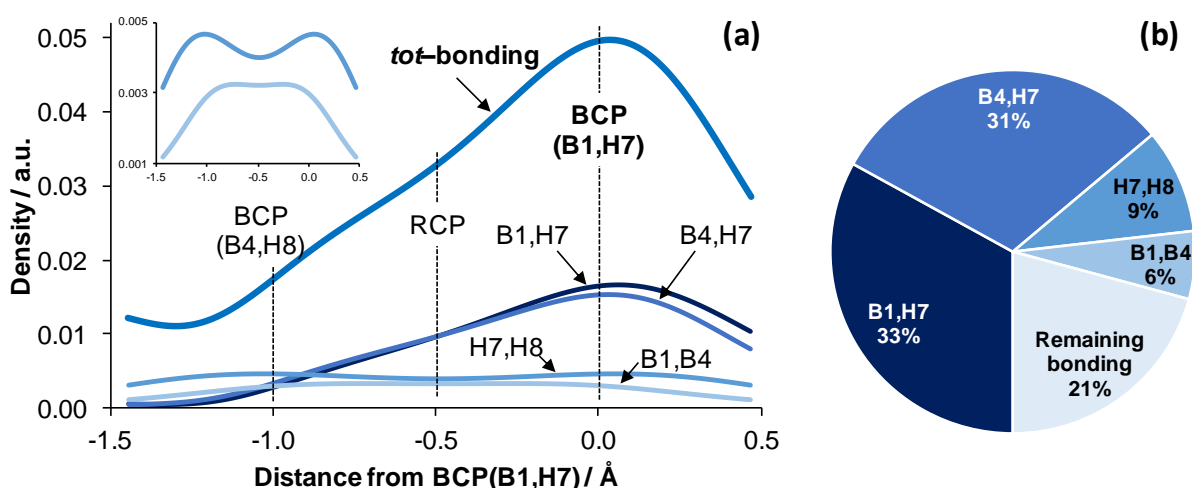 (a)
(b)
0.05
0.04
0.03
0.02
0.01
0.00
Density / a.u.
0.005
0.003
0.001
-1.5
-1.0
-0.5
0.0
0.5
tot–bonding
BCP
(B1,H7)
BCP
(B4,H8)
RCP
B1,H7
B4,H7
H7,H8
B1,B4
-1.5
-1.0
-0.5
0.0
0.5
Distance from BCP(B1,H7) / Å
B4,H7
31%
H7,H8
9%
B1,B4
6%
B1,H7
33%
Remaining
bonding
21%